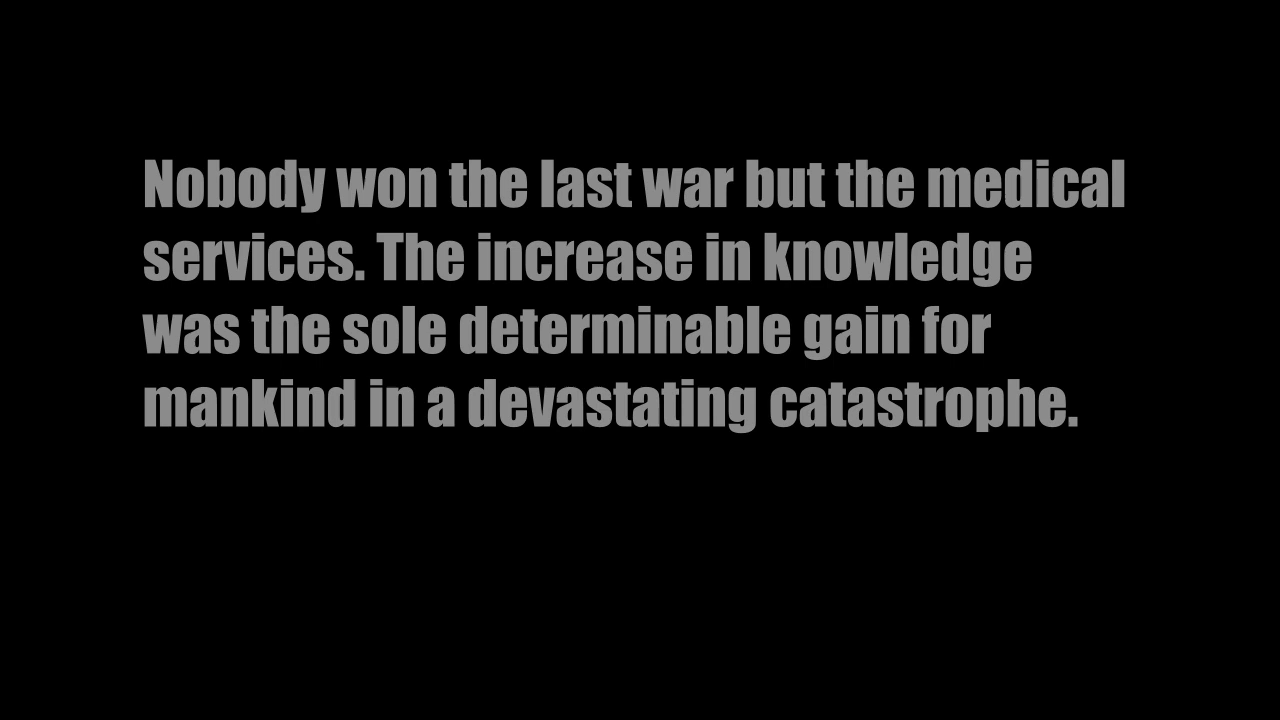 Nobody won the last war but the medical
services. The increase in knowledge
was the sole determinable gain for
mankind in a devastating catastrophe.